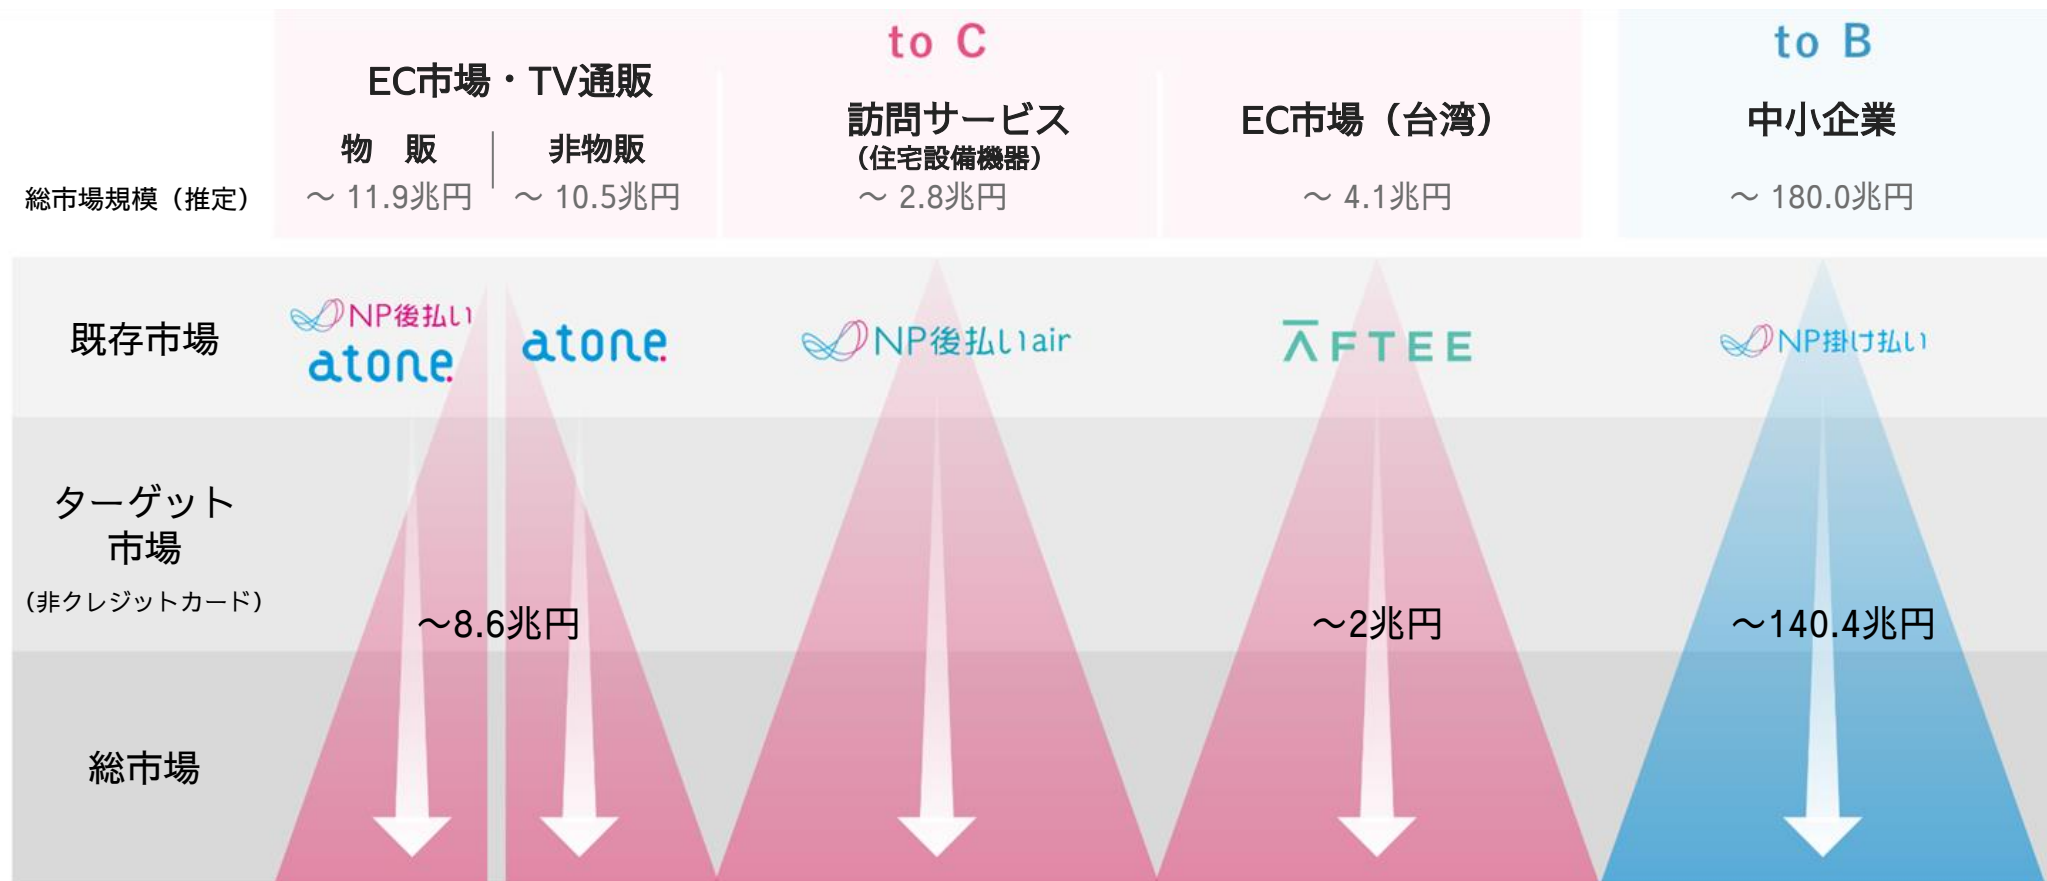 to C
to B
EC市場・TV通販
訪問サービス
EC市場（台湾）
中小企業
物　販
非物販
（住宅設備機器）
総市場規模（推定）
～ 11.9兆円
～ 10.5兆円
～ 2.8兆円
～ 4.1兆円
～ 180.0兆円
既存市場
NP後払い
atone
atone
NP後払いair
AFTEE
NP掛け払い
ターゲット
市場
（非クレジットカード）
～8.6兆円
～2兆円
～140.4兆円
総市場